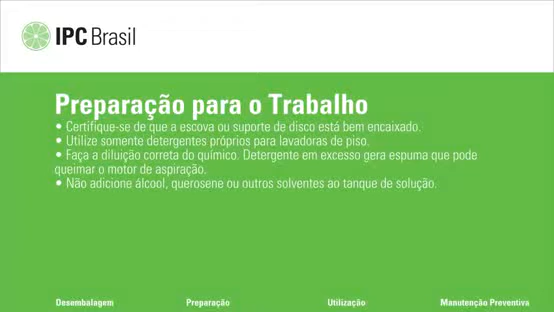 IPC Brasil
Preparação para o Trabalho
• Certifique-se de que a escova ou suporte de disco está bem encaixado.
• Utilize somente detergentes próprios para lavadoras de piso.
• Faça a diluição correta do químico. Detergente em excesso gera espuma que pode
queimar o motor de aspiração.
• Não adicione álcool, querosene ou outros solventes ao tanque de solução.
Desembalagem Preparação Utilização Manutenção Preventiva